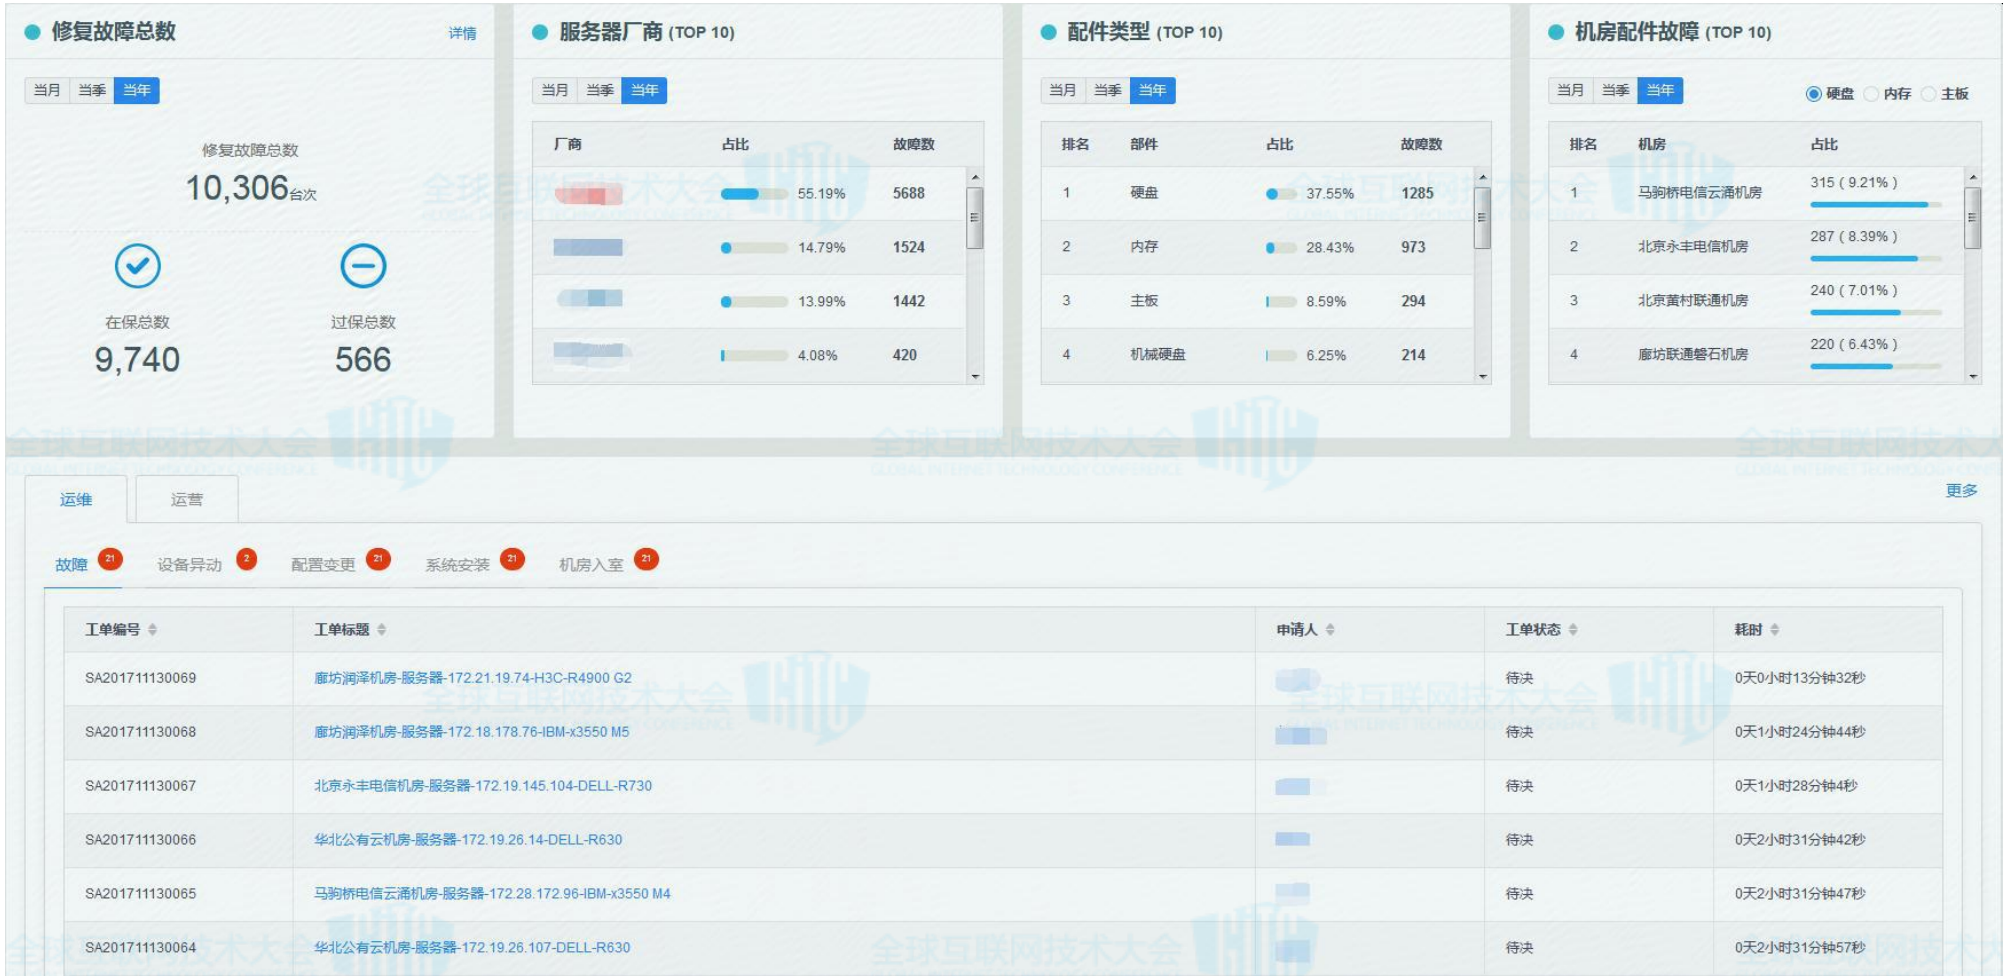 修复故障总数 详情
当月 当季 当年
修复故障总数
10,306台次
在保总数 过保总数
9,740 566
服务器厂商 (TOP 10)
当月 当季 当年
厂商 占比 故障数
55.19% 5688
14.79% 1524
13.99% 1442
4.08% 420
配件类型 (TOP 10)
当月 当季 当年
排名 部件 占比 故障数
1 硬盘 37.55% 1285
2 内存 28.43% 973
3 主板 8.59% 294
4 机械硬盘 6.25% 214
机房配件故障 (TOP 10)
当月 当季 当年 硬盘 内存 主板
排名 机房 占比
1 马驹桥电信云涌机房 315 ( 9.21% )
2 北京永丰电信机房 287 ( 8.39% )
3 北京黄村联通机房 240 ( 7.01% )
4 廊坊联通磐石机房 220 ( 6.43% )
运维 运营 更多
故障 21 设备异动 2 配置变更 21 系统安装 21 机房入室 21
工单编号 工单标题 申请人 工单状态 耗时
SA201711130069 廊坊润泽机房-服务器-172.21.19.74-H3C-R4900 G2 待决 0天0小时13分钟32秒
SA201711130068 廊坊润泽机房-服务器-172.18.178.76-IBM-x3550 M5 待决 0天1小时24分钟44秒
SA201711130067 北京永丰电信机房-服务器-172.19.145.104-DELL-R730 待决 0天1小时28分钟4秒
SA201711130066 华北公有云机房-服务器-172.19.26.14-DELL-R630 待决 0天2小时31分钟42秒
SA201711130065 马驹桥电信云涌机房-服务器-172.28.172.96-IBM-x3550 M4 待决 0天2小时31分钟47秒
SA201711130064 华北公有云机房-服务器-172.19.26.107-DELL-R630 待决 0天2小时31分钟57秒
全球互联网技术大会
GLOBAL INTERNET TECHNOLOGY CONFERENCE